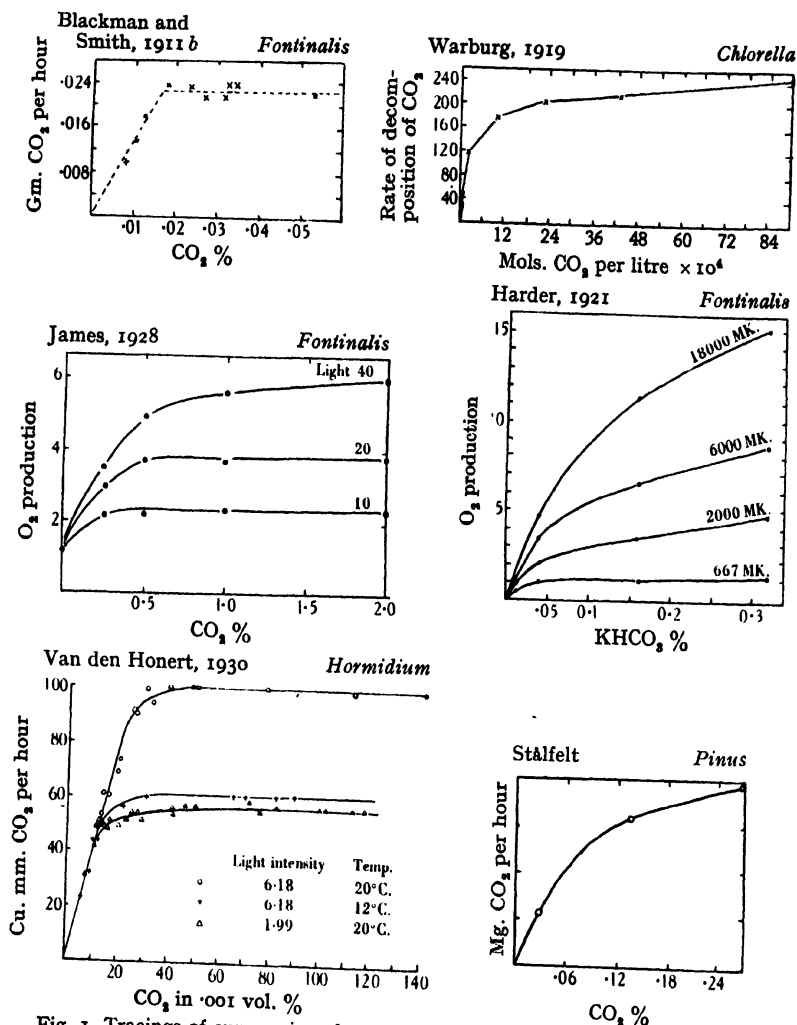 Blackman and
Smith, 1911 b Fontinalis
Gm. CO₂ per hour
·024
·016
·008
·01 ·02 ·03 ·04 ·05
CO₂ %
Warburg, 1919 Chlorella
Rate of decom-
position of CO₂
240
200
160
120
80
40
12 24 36 48 60 72 84
Mols. CO₂ per litre × 10⁴
James, 1928 Fontinalis
O₂ production
6
4
2
Light 40
20
10
0·5 1·0 1·5 2·0
CO₂ %
Harder, 1921 Fontinalis
O₂ production
15
10
5
18000 MK.
6000 MK.
2000 MK.
667 MK.
·05 0·1 0·2 0·3
KHCO₃ %
Van den Honert, 1930 Hormidium
Cu. mm. CO₂ per hour
100
80
60
40
20
Light intensity Temp.
6·18 20°C.
6·18 12°C.
1·99 20°C.
20 40 60 80 100 120 140
CO₂ in ·001 vol. %
Stålfelt Pinus
Mg. CO₂ per hour
·06 ·12 ·18 ·24
CO₂ %
Fig. 1. Tracings of